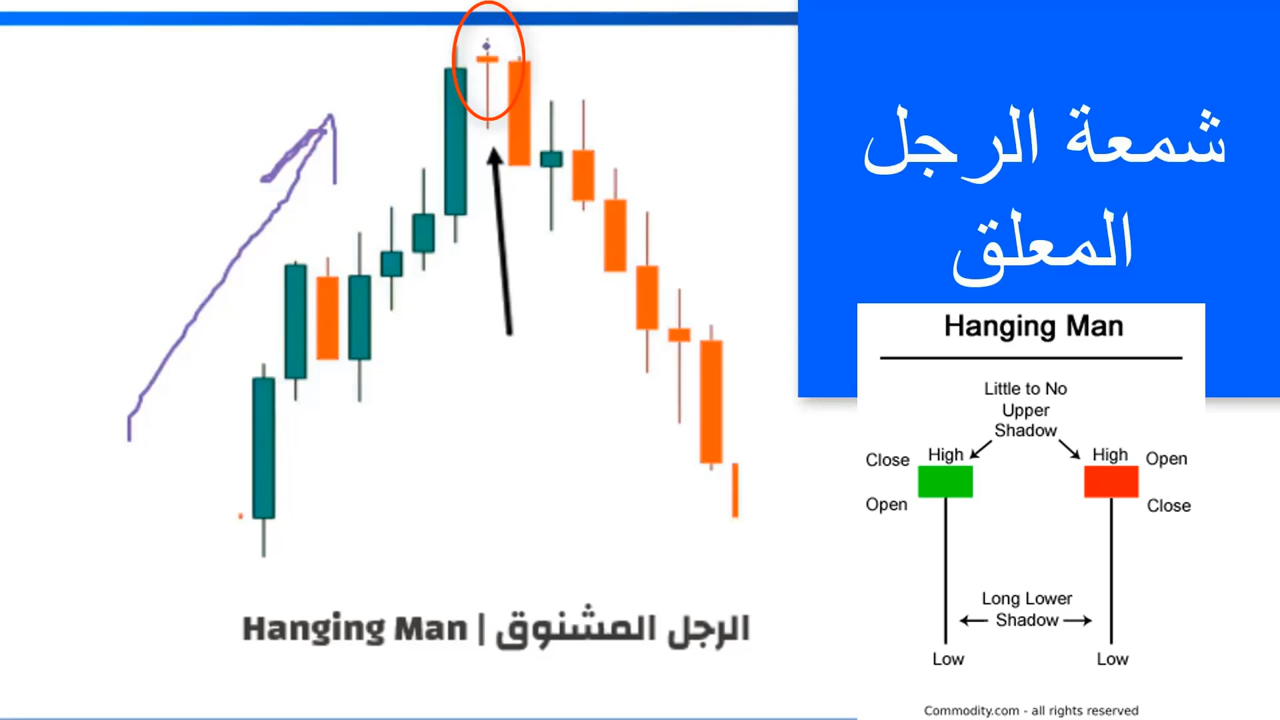 شمعة الرجل
المعلق
Hanging Man
Little to No
Upper
Shadow
Close
High
High
Open
Open
Close
Long Lower
Shadow
Low
Low
Commodity.com - all rights reserved
Hanging Man | الرجل المشنوق